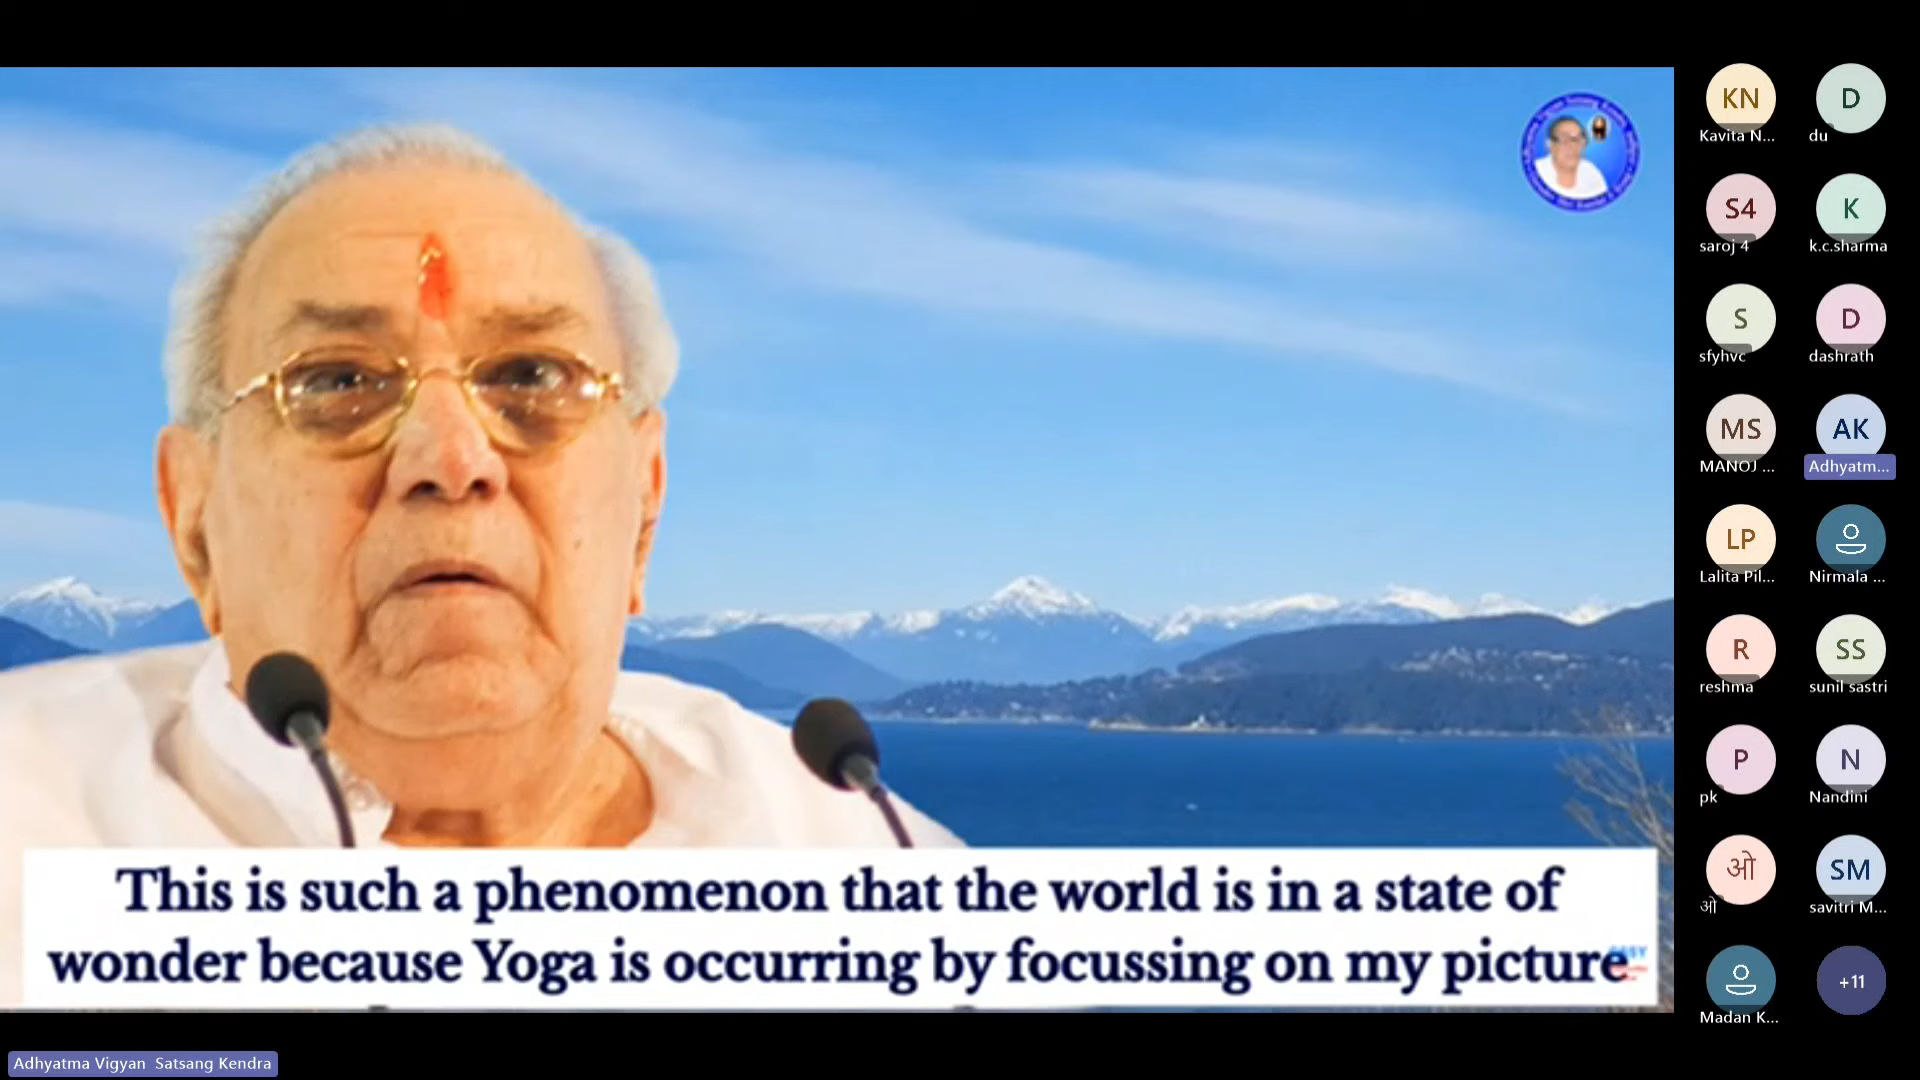 This is such a phenomenon that the world is in a state of
wonder because Yoga is occurring by focussing on my picture
KN
Kavita N...
D
du
S4
saroj 4
K
k.c.sharma
S
sfyhvc
D
dashrath
MS
MANOJ ...
AK
Adhyatm...
LP
Lalita Pil...
Nirmala ...
R
reshma
SS
sunil sastri
P
pk
N
Nandini
ओ
ओ
SM
savitri M...
Madan K...
+11
Adhyatma Vigyan Satsang Kendra